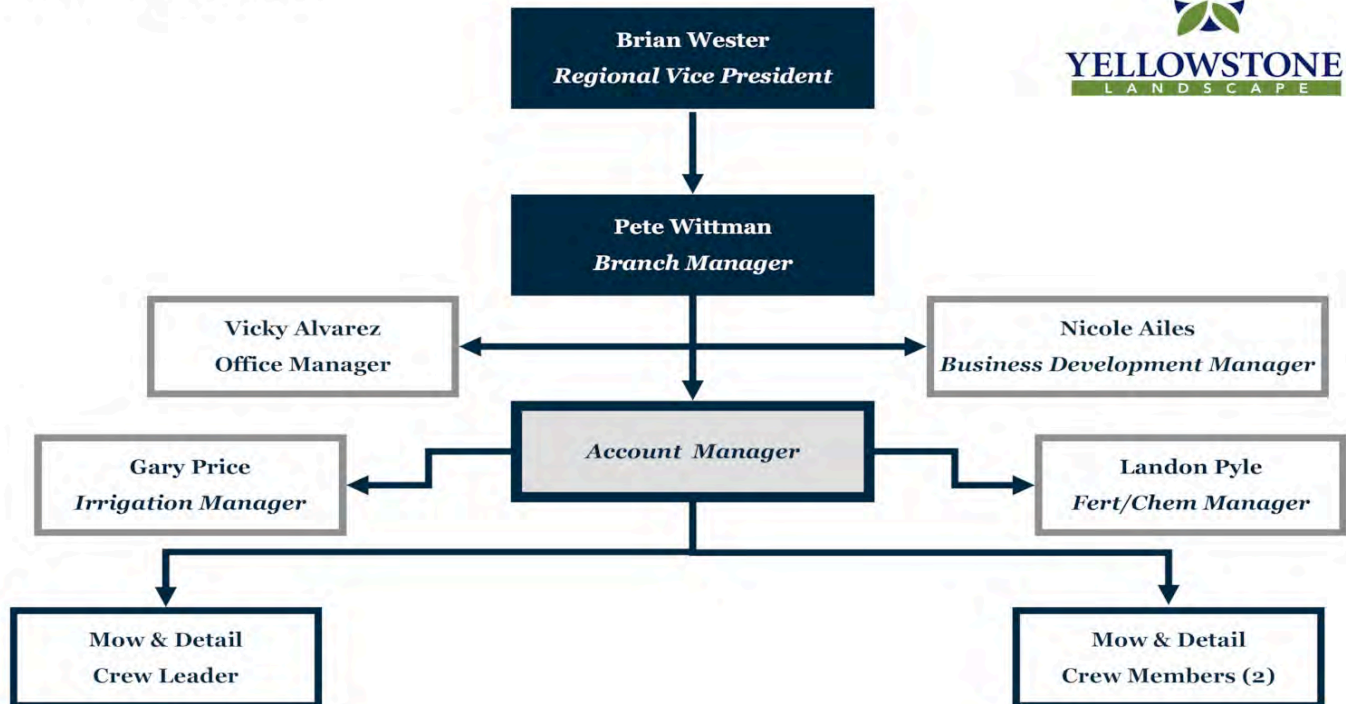 Brian Wester
Regional Vice President
YELLOWSTONE
LANDSCAPE
Pete Wittman
Branch Manager
Vicky Alvarez
Office Manager
Nicole Ailes
Business Development Manager
Account Manager
Gary Price
Irrigation Manager
Landon Pyle
Fert/Chem Manager
Mow & Detail
Crew Leader
Mow & Detail
Crew Members (2)